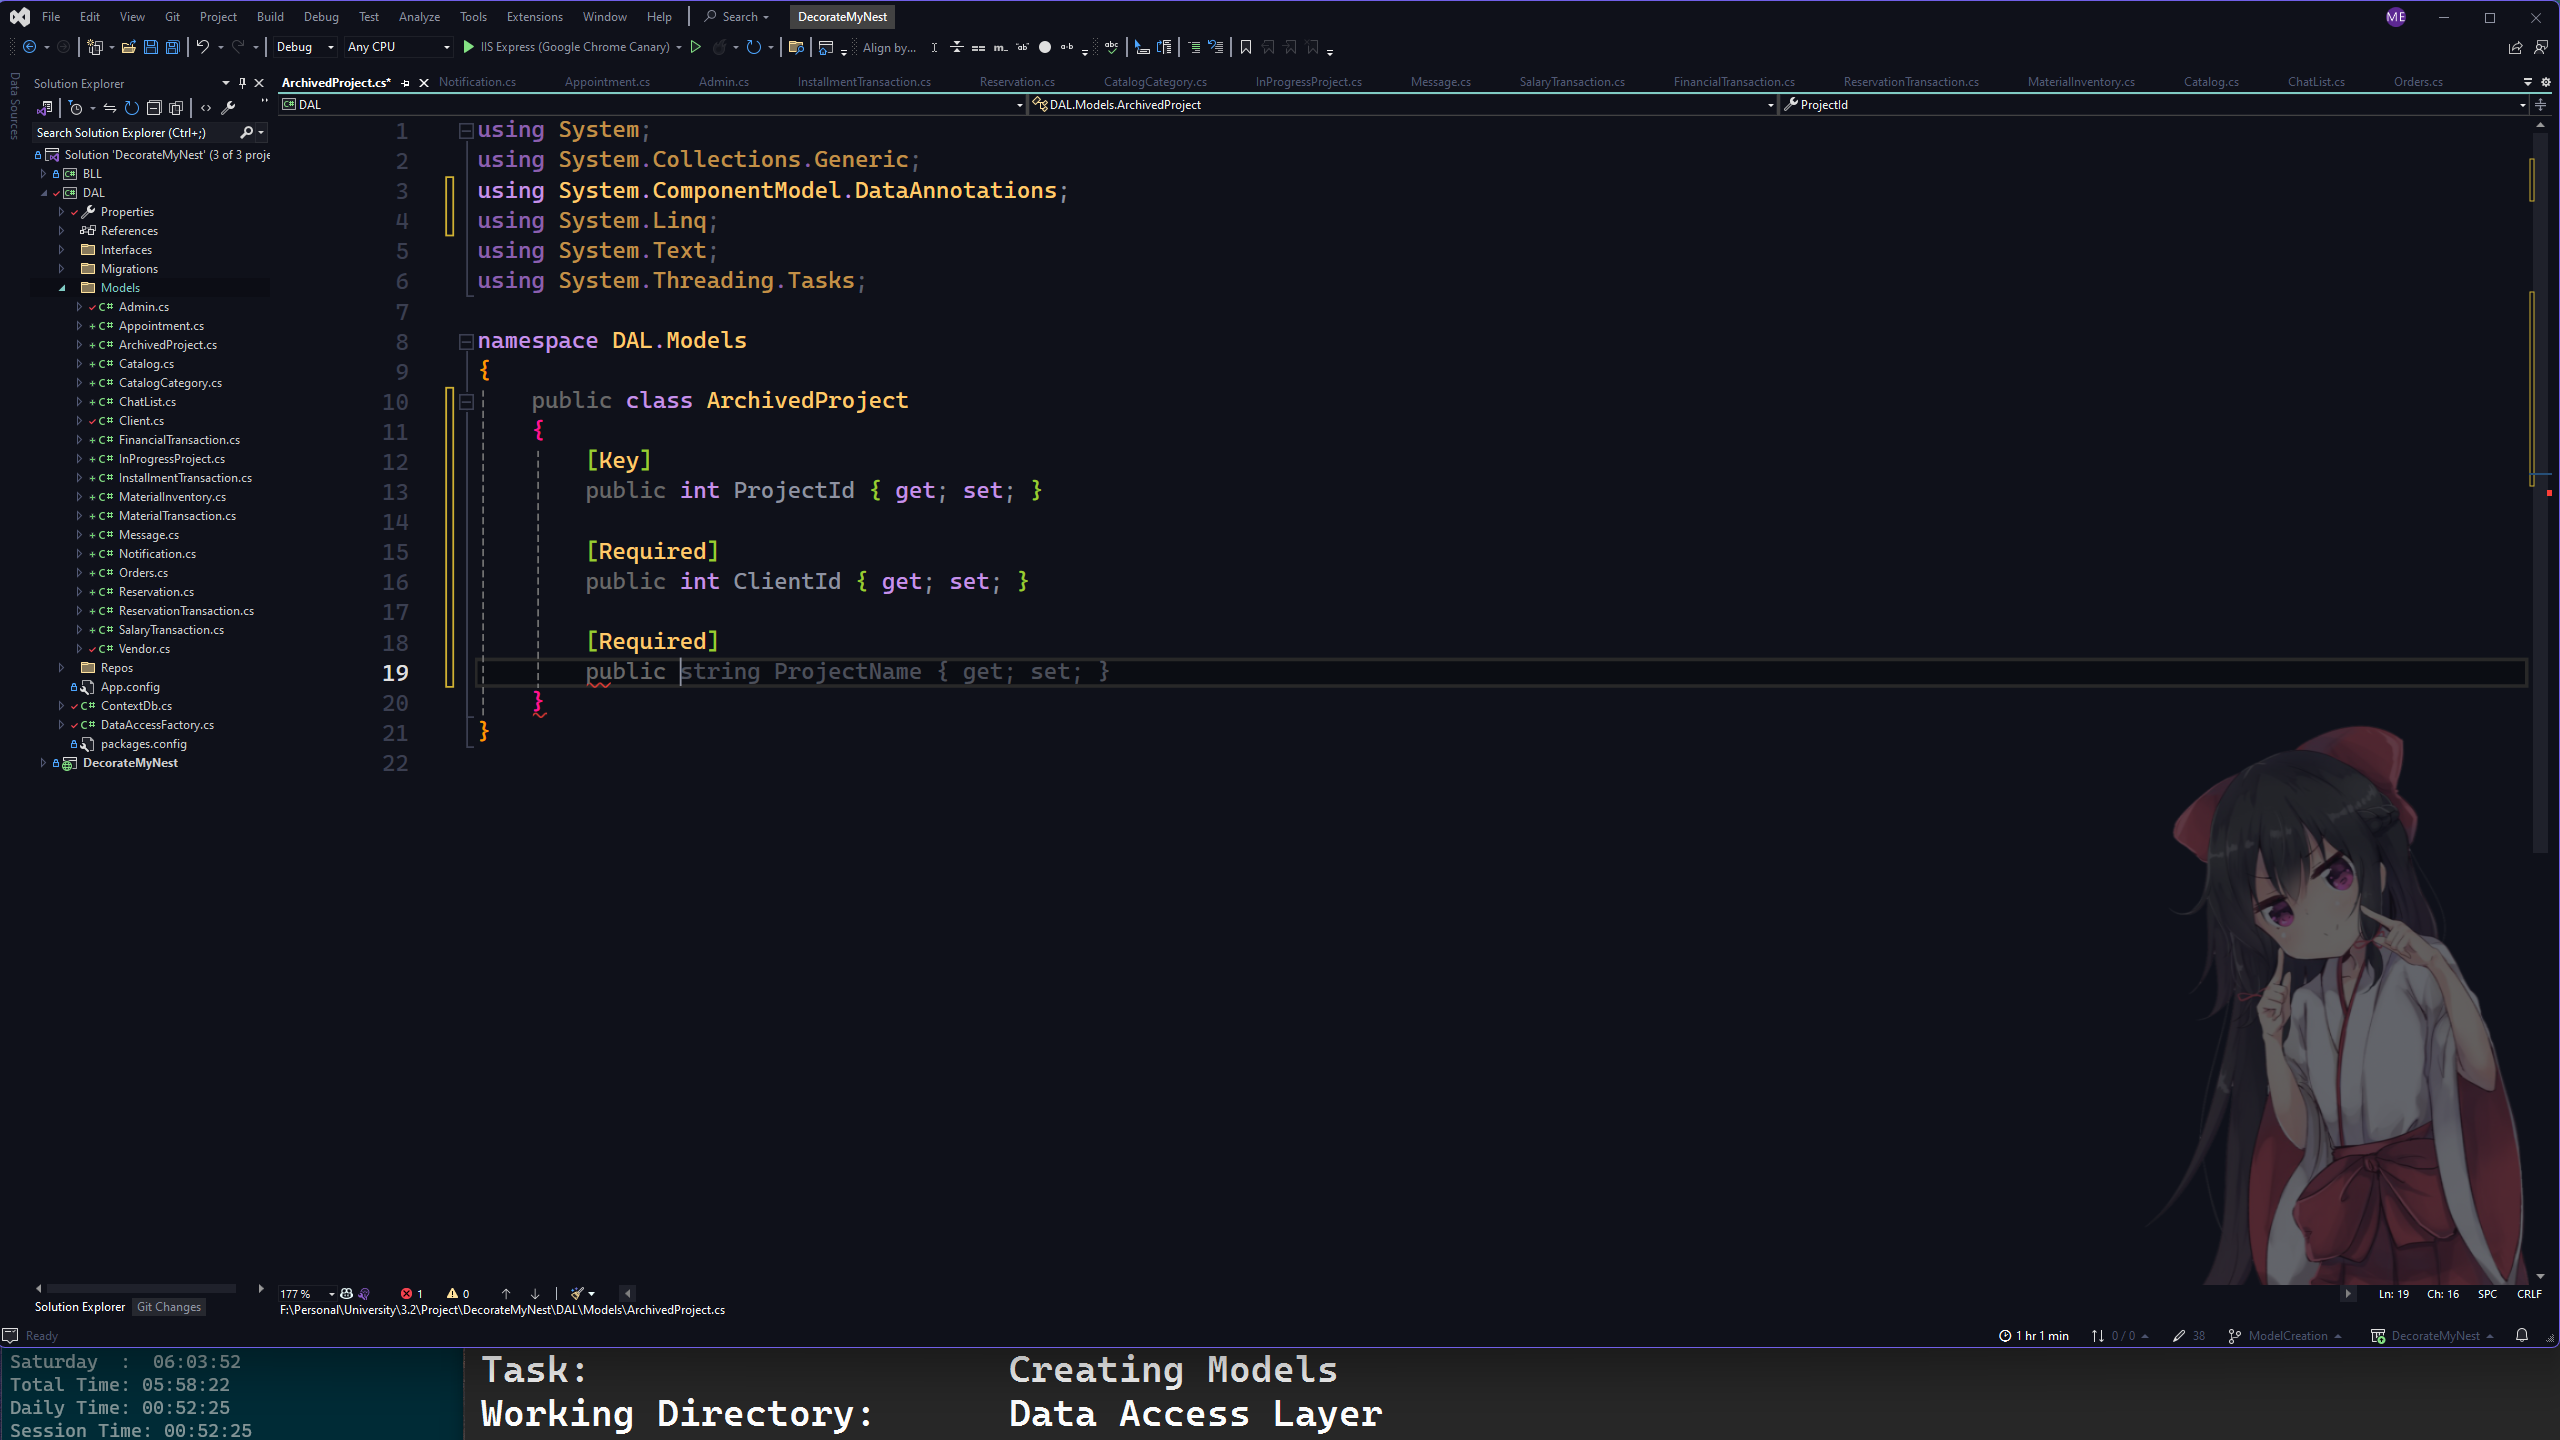 File Edit View Git Project Build Debug Test Analyze Tools Extensions Window Help Search DecorateMyNest ME
Debug Any CPU IIS Express (Google Chrome Canary) Align by...
Data Sources
Solution Explorer
Search Solution Explorer (Ctrl+;)
Solution 'DecorateMyNest' (3 of 3 proje
BLL
DAL
Properties
References
Interfaces
Migrations
Models
C# Admin.cs
C# Appointment.cs
C# ArchivedProject.cs
C# Catalog.cs
C# CatalogCategory.cs
C# ChatList.cs
C# Client.cs
C# FinancialTransaction.cs
C# InProgressProject.cs
C# InstallmentTransaction.cs
C# MaterialInventory.cs
C# MaterialTransaction.cs
C# Message.cs
C# Notification.cs
C# Orders.cs
C# Reservation.cs
C# ReservationTransaction.cs
C# SalaryTransaction.cs
C# Vendor.cs
Repos
App.config
C# ContextDb.cs
C# DataAccessFactory.cs
packages.config
DecorateMyNest
Solution Explorer Git Changes
ArchivedProject.cs* Notification.cs Appointment.cs Admin.cs InstallmentTransaction.cs Reservation.cs CatalogCategory.cs InProgressProject.cs Message.cs SalaryTransaction.cs FinancialTransaction.cs ReservationTransaction.cs MaterialInventory.cs Catalog.cs ChatList.cs Orders.cs
C# DAL DAL.Models.ArchivedProject ProjectId
1 using System;
2 using System.Collections.Generic;
3 using System.ComponentModel.DataAnnotations;
4 using System.Linq;
5 using System.Text;
6 using System.Threading.Tasks;
7
8 namespace DAL.Models
9 {
10 public class ArchivedProject
11 {
12 [Key]
13 public int ProjectId { get; set; }
14
15 [Required]
16 public int ClientId { get; set; }
17
18 [Required]
19 public string ProjectName { get; set; }
20 }
21 }
22
177 % 1 0 Ln: 19 Ch: 16 SPC CRLF
F:\Personal\University\3.2\Project\DecorateMyNest\DAL\Models\ArchivedProject.cs
Ready 1 hr 1 min 0 / 0 38 ModelCreation DecorateMyNest
Saturday : 06:03:52
Total Time: 05:58:22
Daily Time: 00:52:25
Session Time: 00:52:25
Task: Creating Models
Working Directory: Data Access Layer